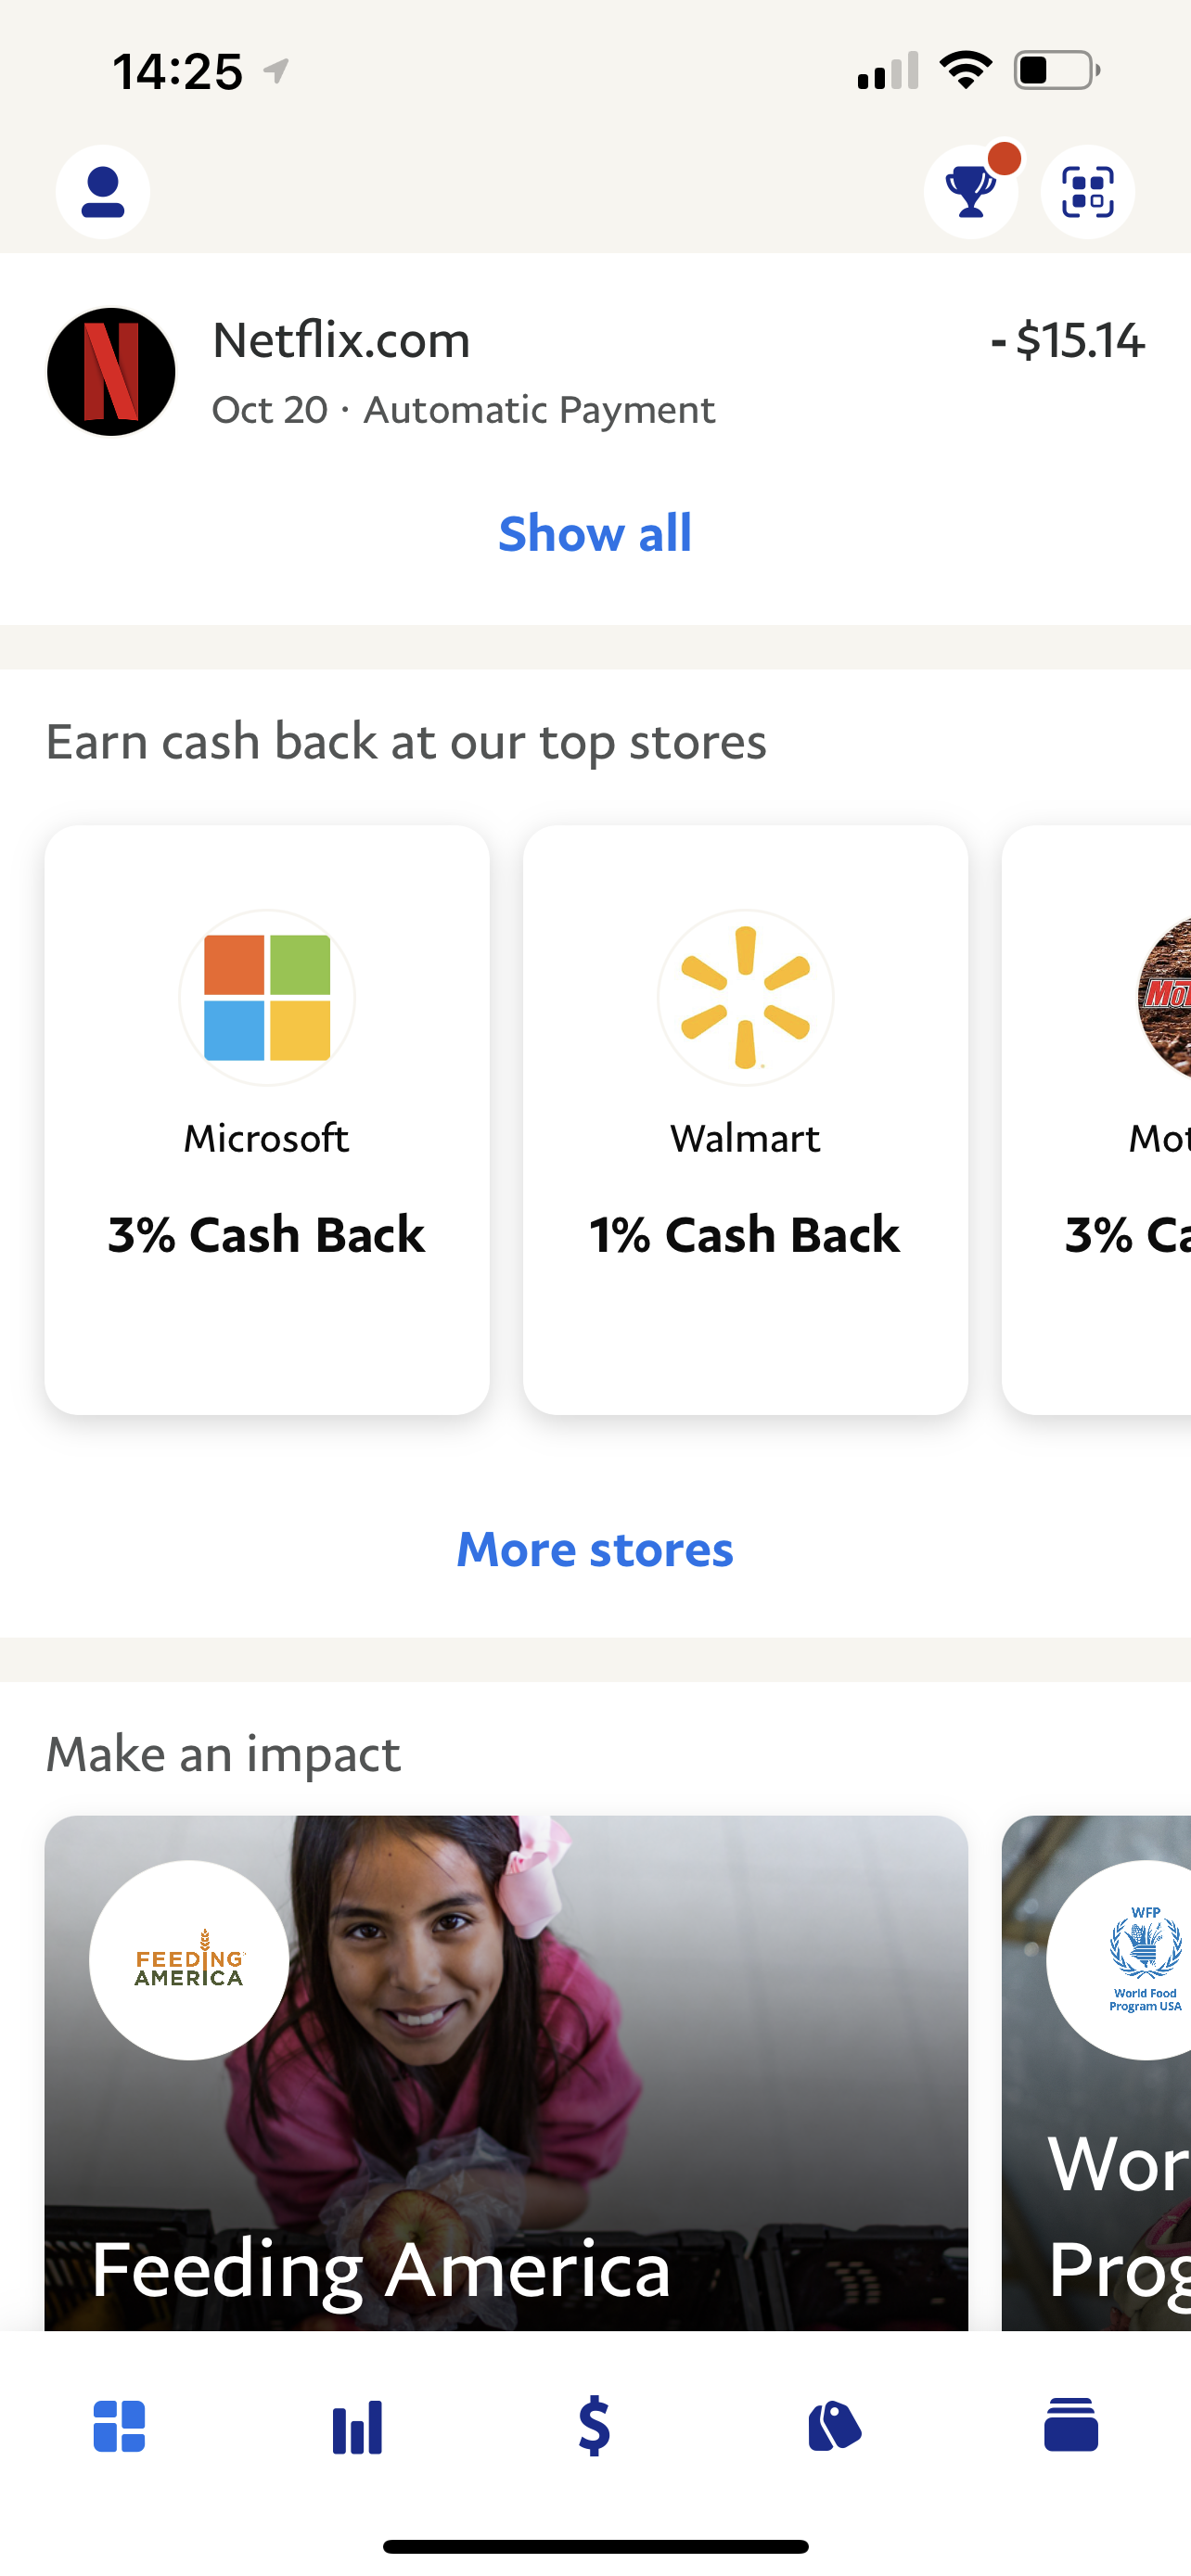 14:25
Netflix.com
- $15.14
Oct 20 · Automatic Payment
Show all
Earn cash back at our top stores
Microsoft
3% Cash Back
Walmart
1% Cash Back
Mot
3% Ca
More stores
Make an impact
FEEDING
AMERICA
Feeding America
WFP
World Food
Program USA
Wor
Prog